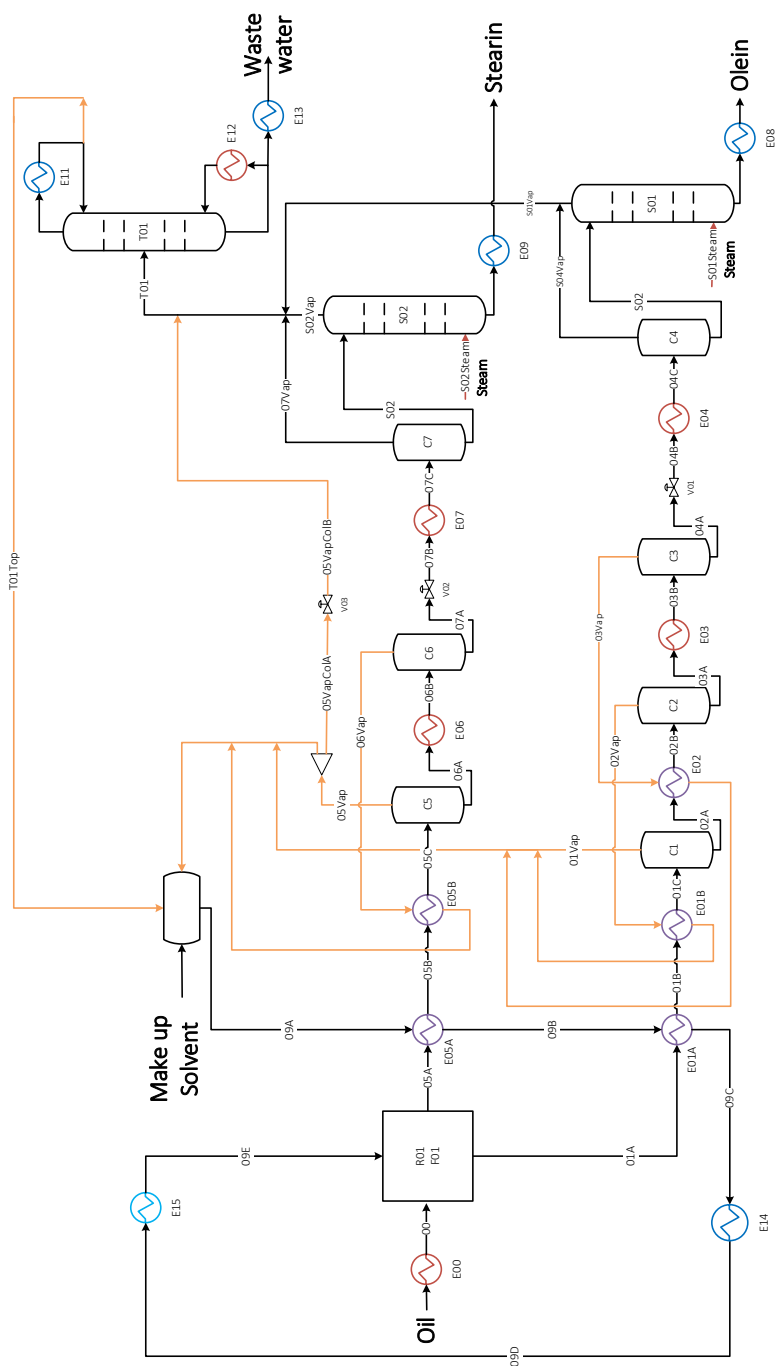 Waste
water
E13
E12
E11
T01
T01
T01Top
Stearin
E09
S02Vap
S02
S02Steam
Steam
07Vap
S02
C7
07C
E07
07B
V02
07A
C6
06B
E06
06A
C5
05C
E05B
05B
E05A
05A
05VapColB
V03
05VapColA
06Vap
05Vap
Make up
Solvent
09A
09B
R01
F01
09E
E15
00
E00
Oil
01A
09D
09C
E14
Olein
E08
S01Vap
S01
S01Steam
Steam
S04Vap
S02
C4
04C
E04
04B
V01
04A
C3
03B
03Vap
E03
03A
C2
02Vap
02B
E02
02A
C1
01Vap
01C
E01B
01B
E01A